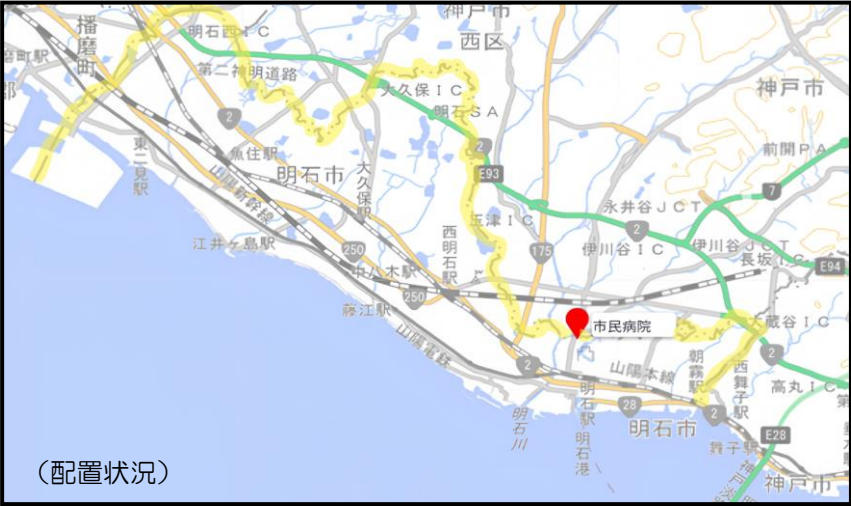 神戸市
西区
播磨町
磨町駅
明石西IC
第二神明道路
大久保IC
明石SA
神戸市
2
2
東二見駅
魚住駅
明石市
大久保駅
山陽新幹線
E93
前開PA
7
玉津IC
永井谷JCT
江井ヶ島駅
西明石駅
250
175
2
伊川谷IC
伊川谷JCT
長坂IC
E94
中八木駅
250
藤江駅
市民病院
大蔵谷IC
山陽電鉄
2
山陽本線
朝霧駅
西舞子駅
2
高丸IC
明石駅
28
明石川
明石港
明石市
2
舞子駅
E28
神戸市
（配置状況）